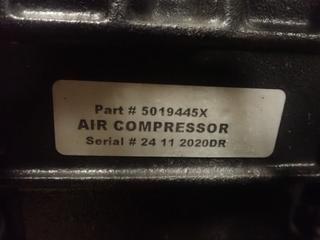 Part # 5019445X
AIR COMPRESSOR
Serial # 24 11 2020DR